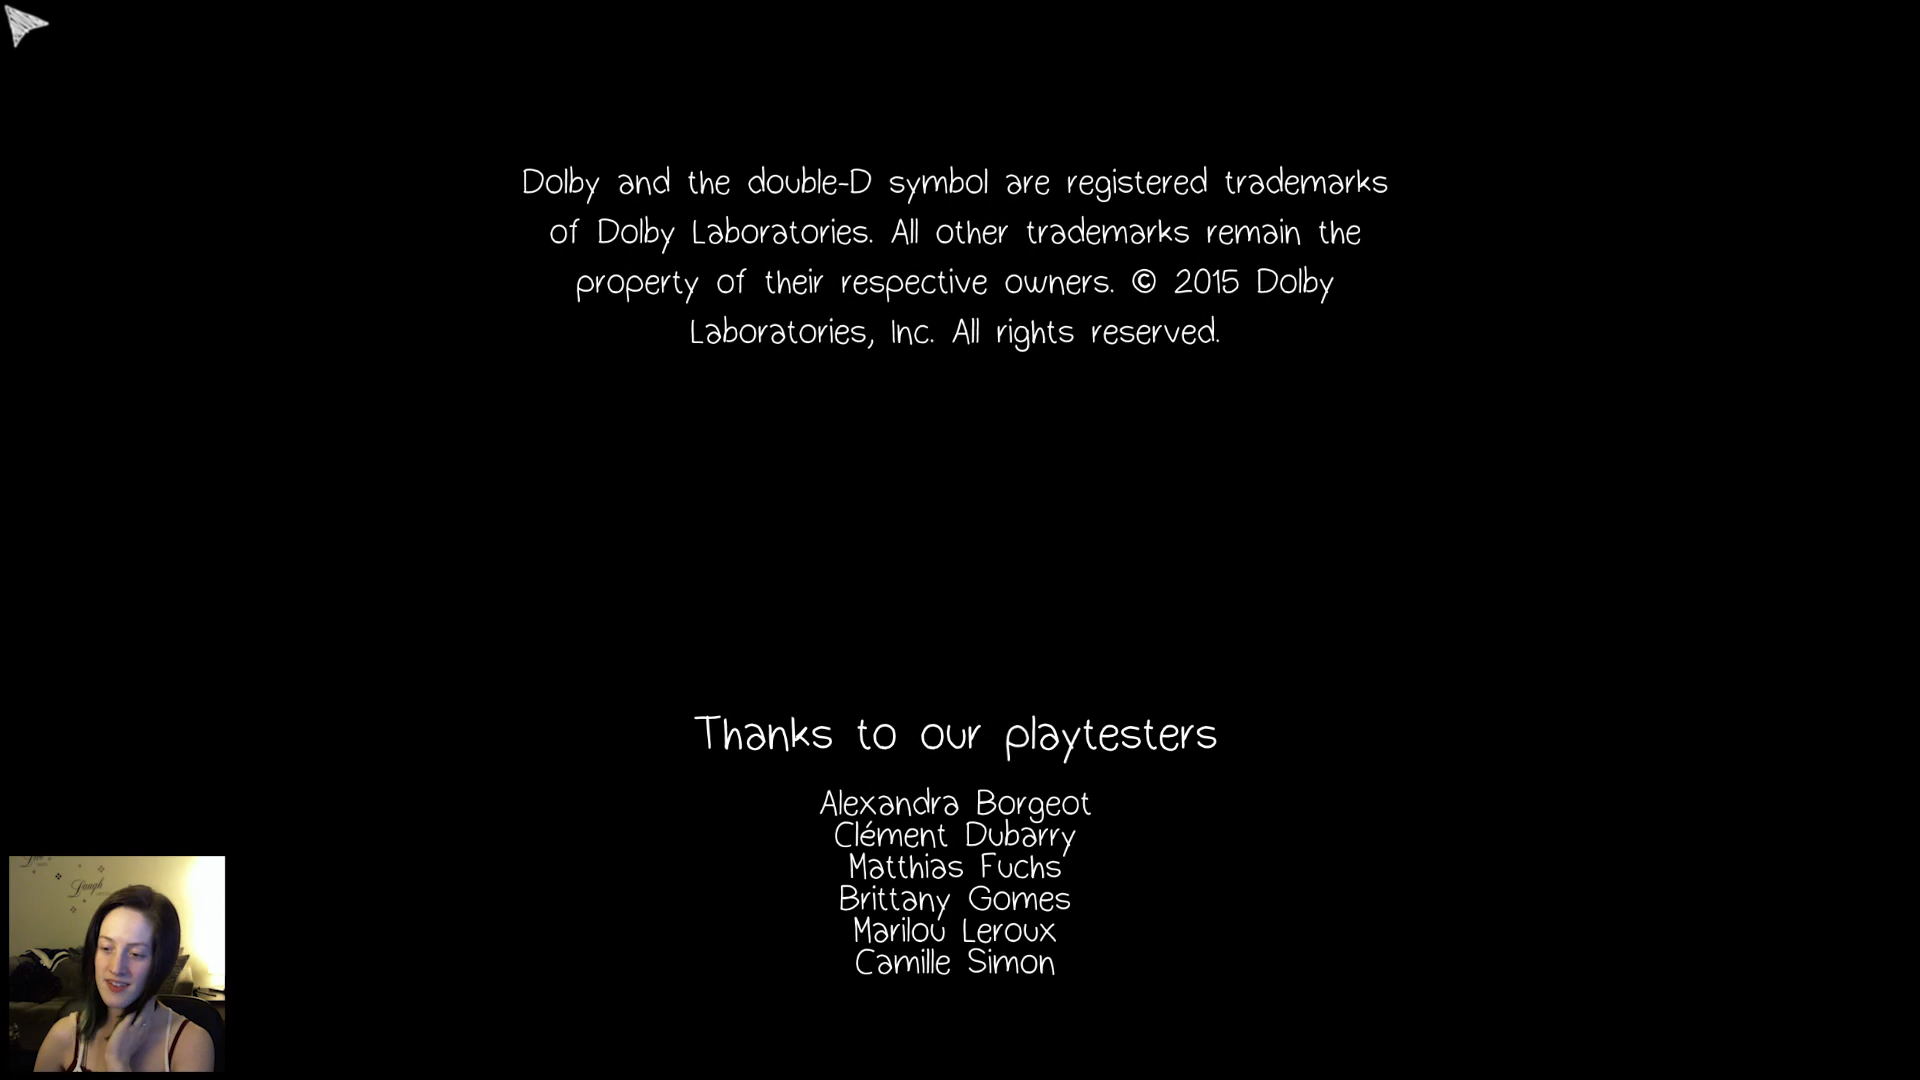 Dolby and the double-D symbol are registered trademarks
of Dolby Laboratories. All other trademarks remain the
property of their respective owners. © 2015 Dolby
Laboratories, Inc. All rights reserved.
Thanks to our playtesters
Alexandra Borgeot
Clément Dubarry
Matthias Fuchs
Brittany Gomes
Marilou Leroux
Camille Simon
Laugh